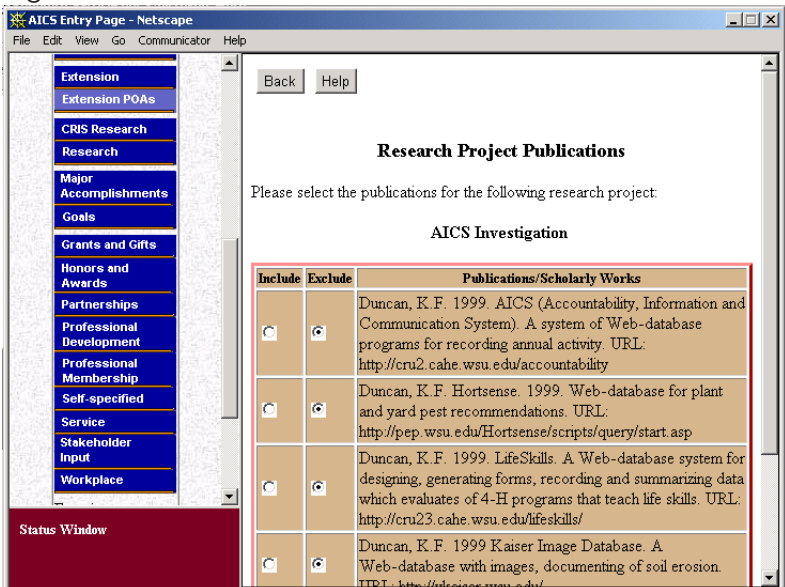 AICS Entry Page - Netscape
File Edit View Go Communicator Help
Extension
Extension POAs
CRIS Research
Research
Major
Accomplishments
Goals
Grants and Gifts
Honors and
Awards
Partnerships
Professional
Development
Professional
Membership
Self-specified
Service
Stakeholder
Input
Workplace
Status Window
Back Help
Research Project Publications
Please select the publications for the following research project:
AICS Investigation
Include Exclude Publications/Scholarly Works
Duncan, K.F. 1999. AICS (Accountability, Information and
Communication System). A system of Web-database
programs for recording annual activity. URL:
http://cru2.cahe.wsu.edu/accountability
Duncan, K.F. Hortsense. 1999. Web-database for plant
and yard pest recommendations. URL:
http://pep.wsu.edu/Hortsense/scripts/query/start.asp
Duncan, K.F. 1999. LifeSkills. A Web-database system for
designing, generating forms, recording and summarizing data
which evaluates of 4-H programs that teach life skills. URL:
http://cru23.cahe.wsu.edu/lifeskills/
Duncan, K.F. 1999 Kaiser Image Database. A
Web-database with images, documenting of soil erosion.